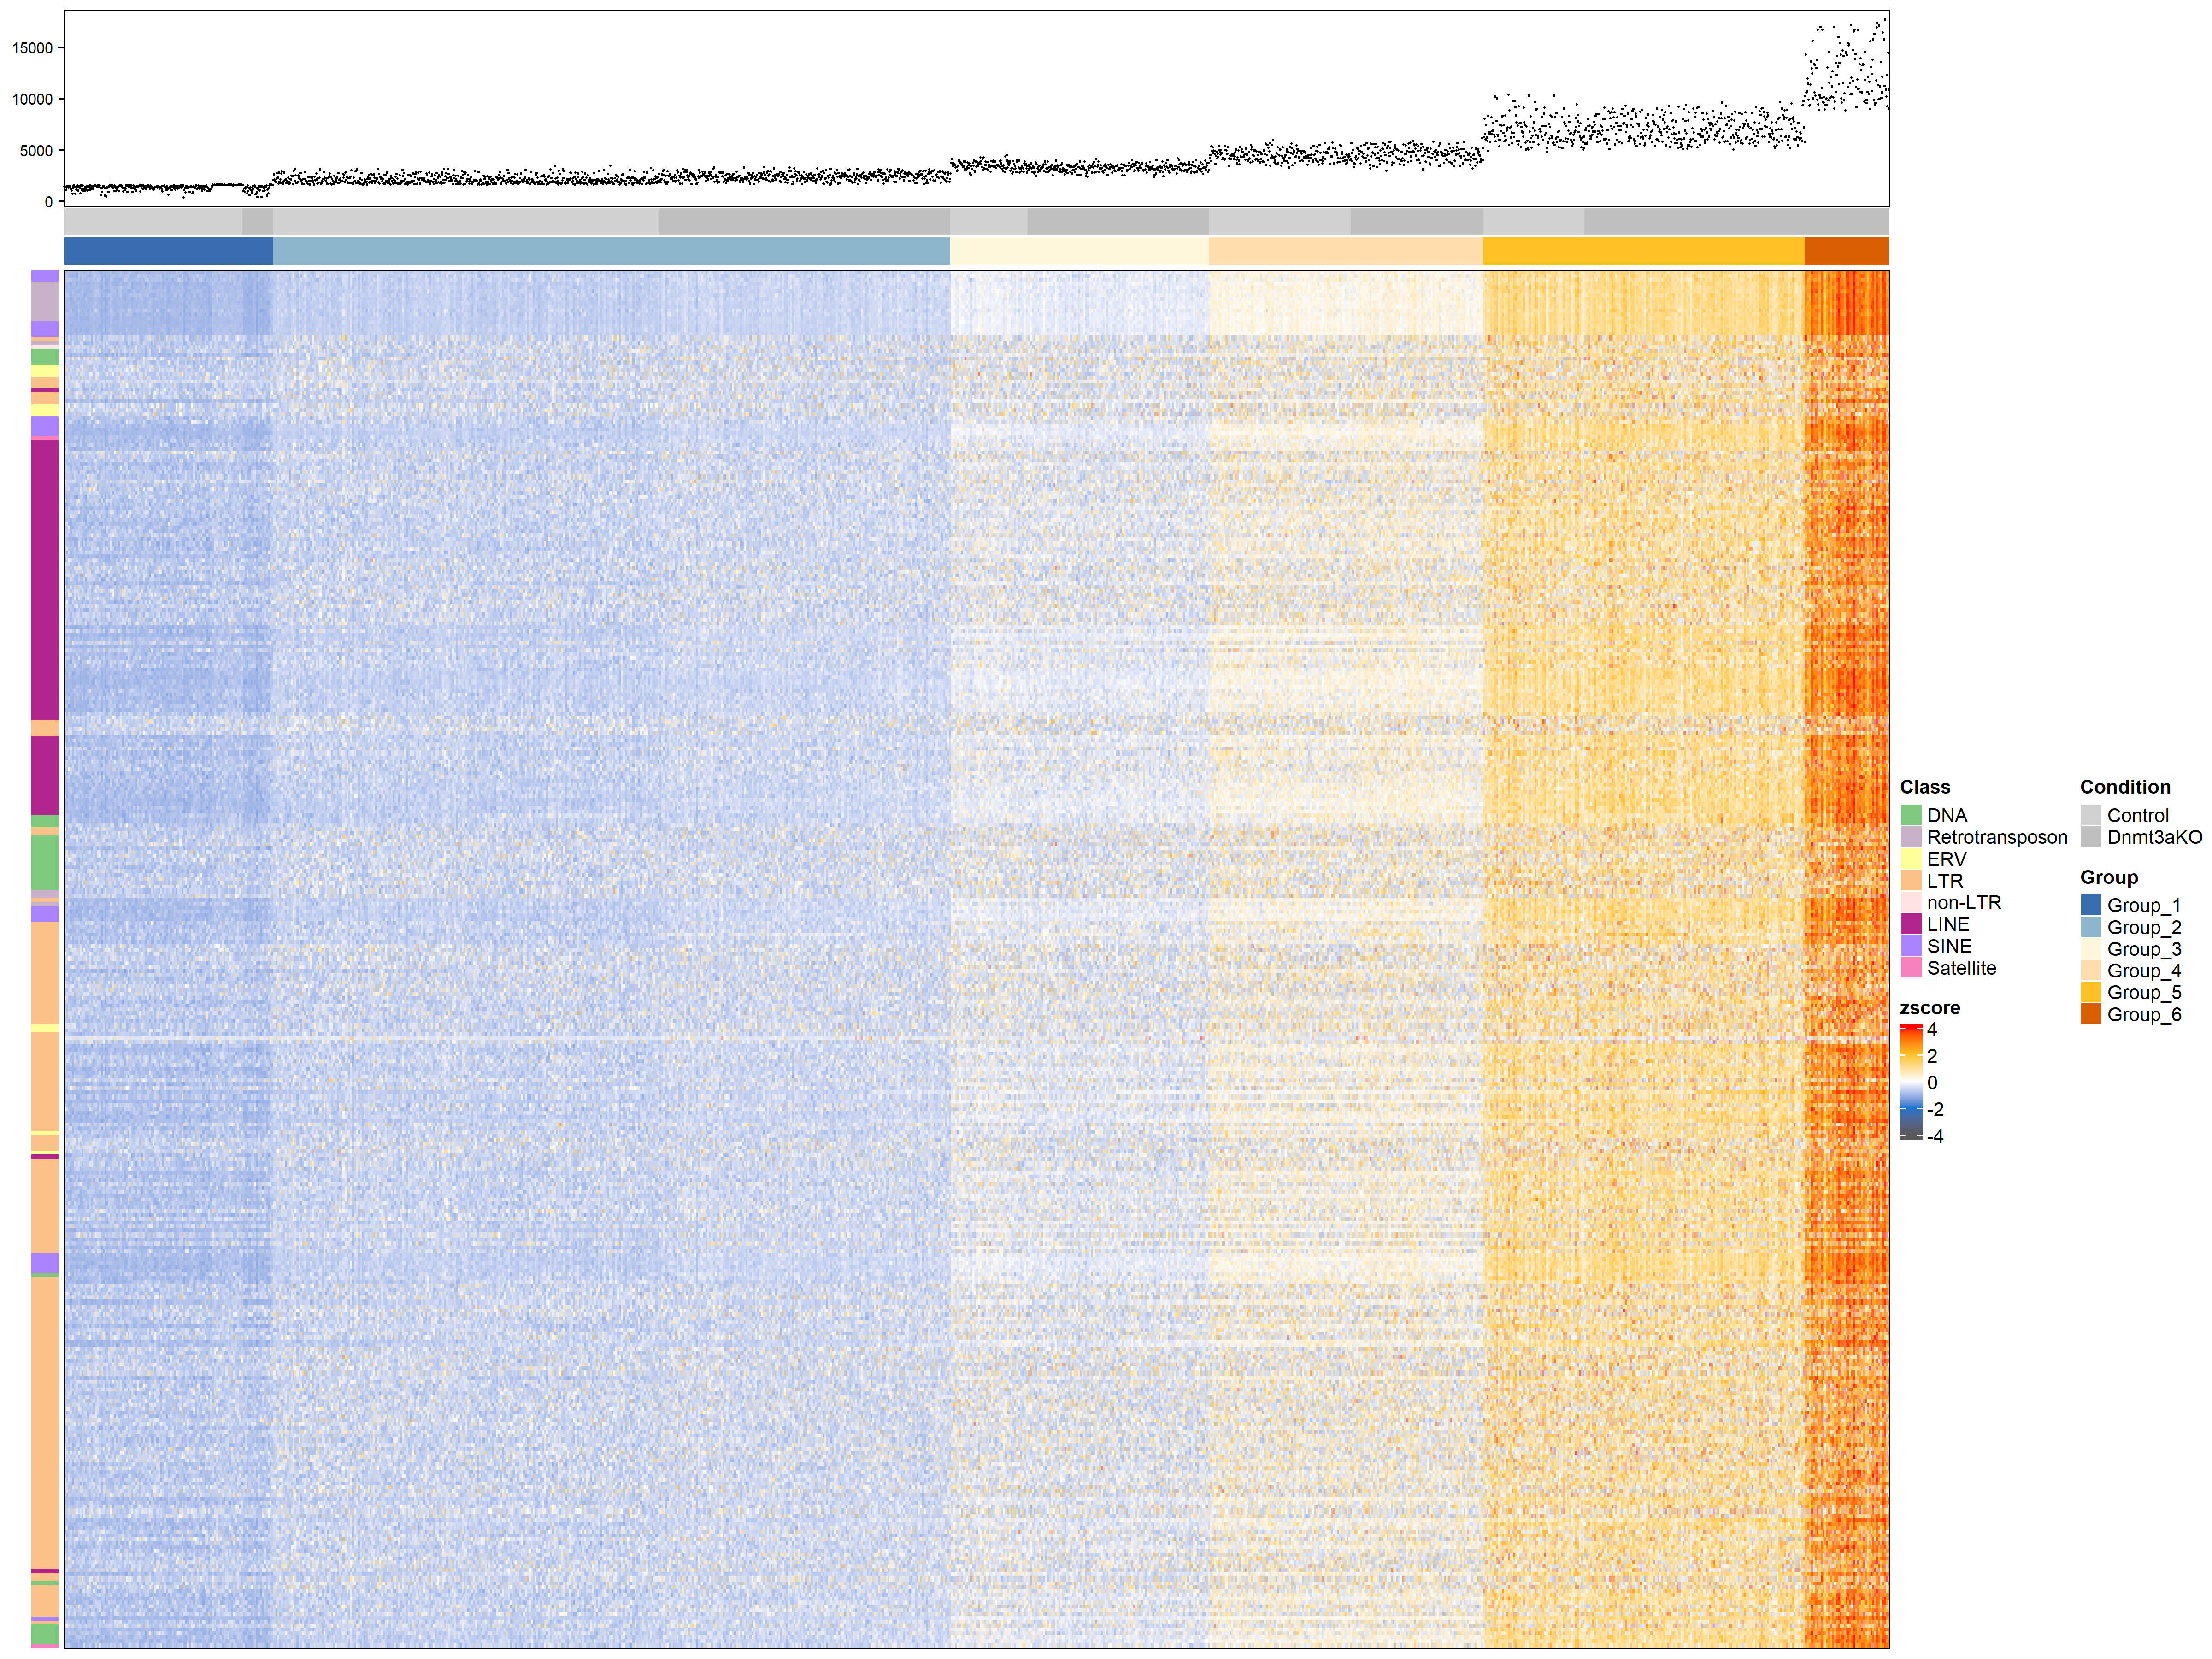 15000
10000
5000
0
Class
DNA
Retrotransposon
ERV
LTR
non-LTR
LINE
SINE
Satellite
zscore
4
2
0
-2
-4
Condition
Control
Dnmt3aKO
Group
Group_1
Group_2
Group_3
Group_4
Group_5
Group_6